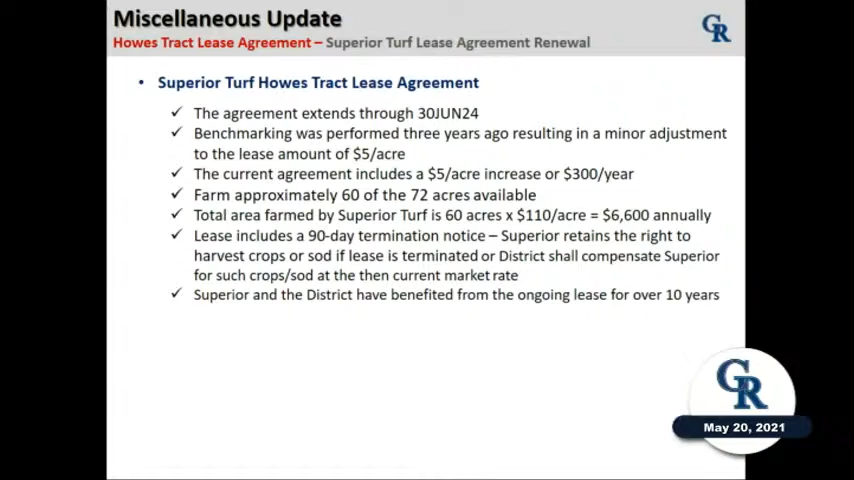 Miscellaneous Update
Howes Tract Lease Agreement – Superior Turf Lease Agreement Renewal
GR
• Superior Turf Howes Tract Lease Agreement
✓ The agreement extends through 30JUN24
✓ Benchmarking was performed three years ago resulting in a minor adjustment
to the lease amount of $5/acre
✓ The current agreement includes a $5/acre increase or $300/year
✓ Farm approximately 60 of the 72 acres available
✓ Total area farmed by Superior Turf is 60 acres x $110/acre = $6,600 annually
✓ Lease includes a 90-day termination notice – Superior retains the right to
harvest crops or sod if lease is terminated or District shall compensate Superior
for such crops/sod at the then current market rate
✓ Superior and the District have benefited from the ongoing lease for over 10 years
GR
May 20, 2021